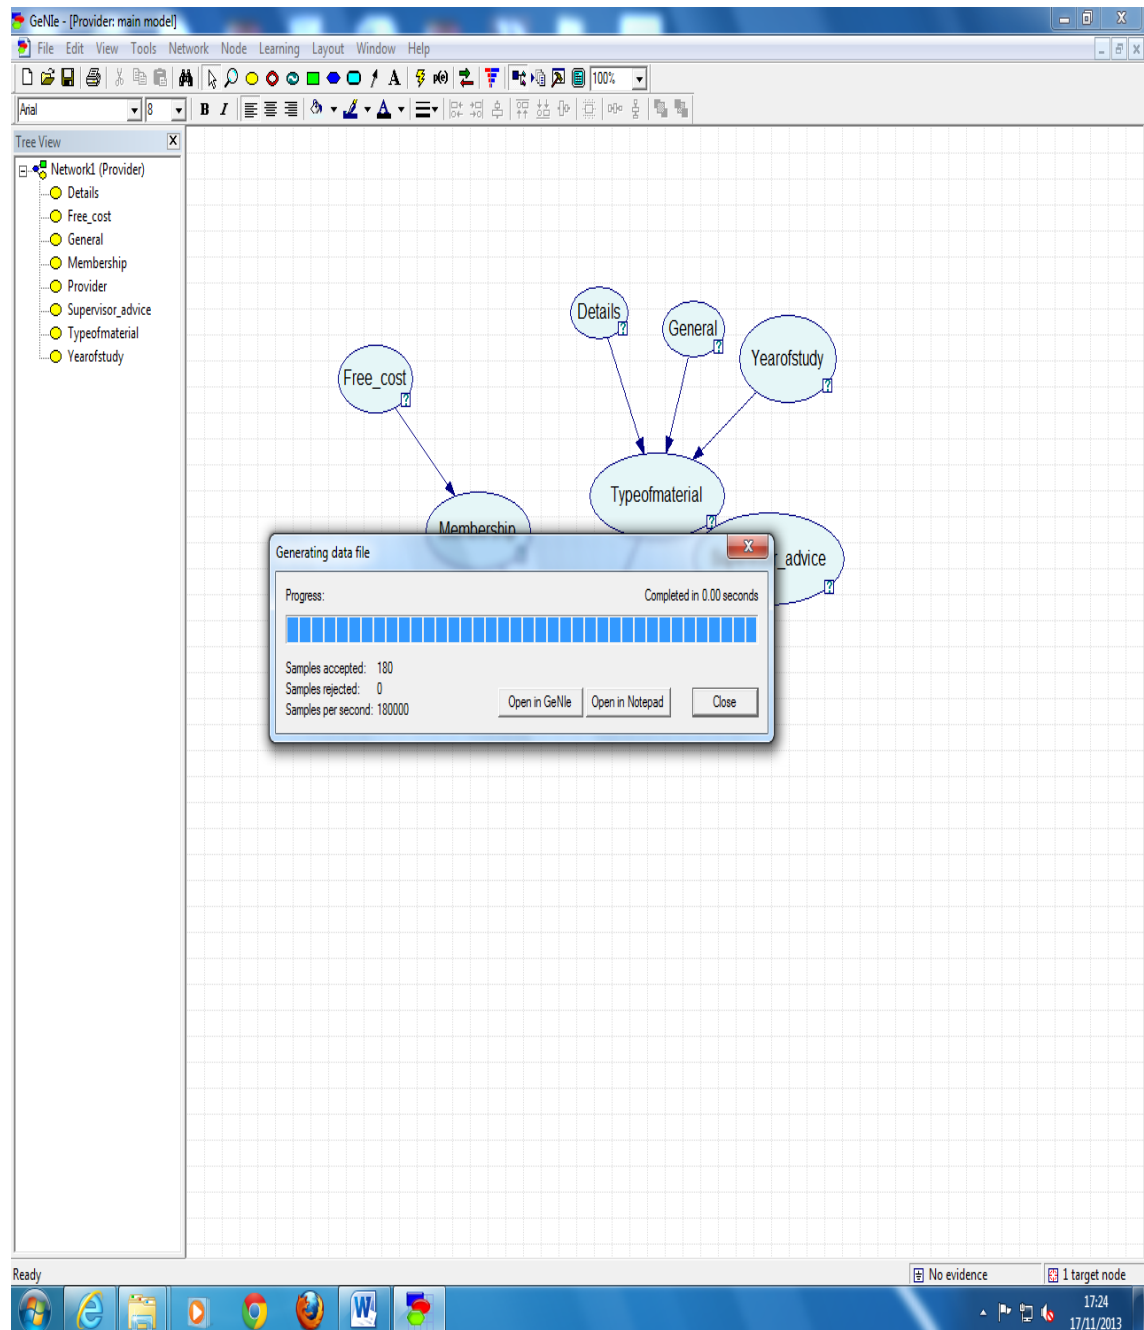 GeNIe - [Provider: main model]
File Edit View Tools Network Node Learning Layout Window Help
A 100%
Arial 8 B I A
Tree View
Network1 (Provider)
Details
Free_cost
General
Membership
Provider
Supervisor_advice
Typeofmaterial
Yearofstudy
Details
General
Yearofstudy
Free_cost
Typeofmaterial
Membership
_advice
Generating data file
Progress: Completed in 0.00 seconds
Samples accepted: 180
Samples rejected: 0
Samples per second: 180000
Open in GeNIe Open in Notepad Close
Ready No evidence 1 target node
17:24
17/11/2013